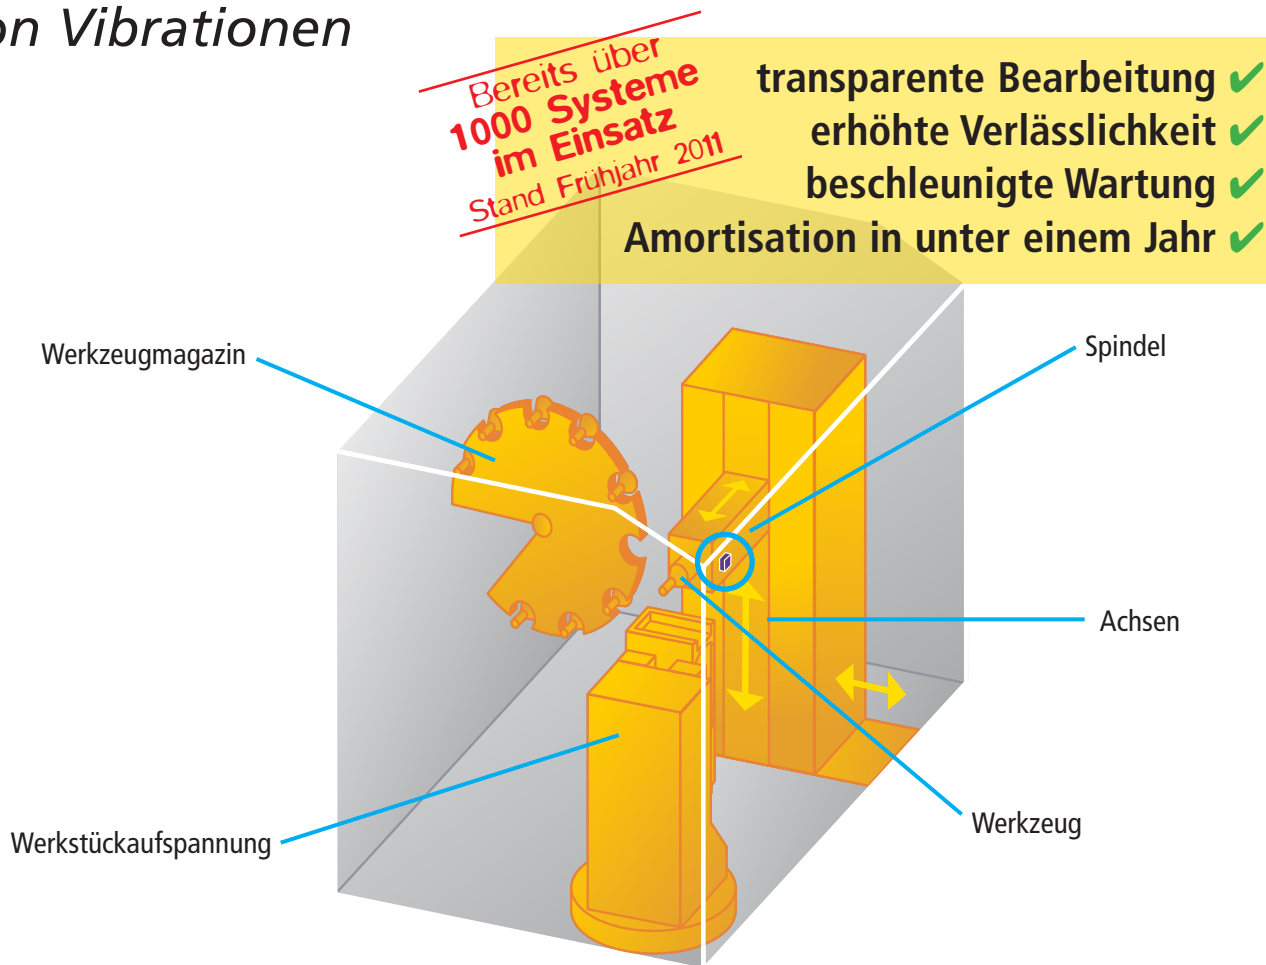 on Vibrationen
Bereits über
1000 Systeme
im Einsatz
Stand Frühjahr 2011
transparente Bearbeitung ✔
erhöhte Verlässlichkeit ✔
beschleunigte Wartung ✔
Amortisation in unter einem Jahr ✔
Werkzeugmagazin
Spindel
Achsen
Werkzeug
Werkstückaufspannung